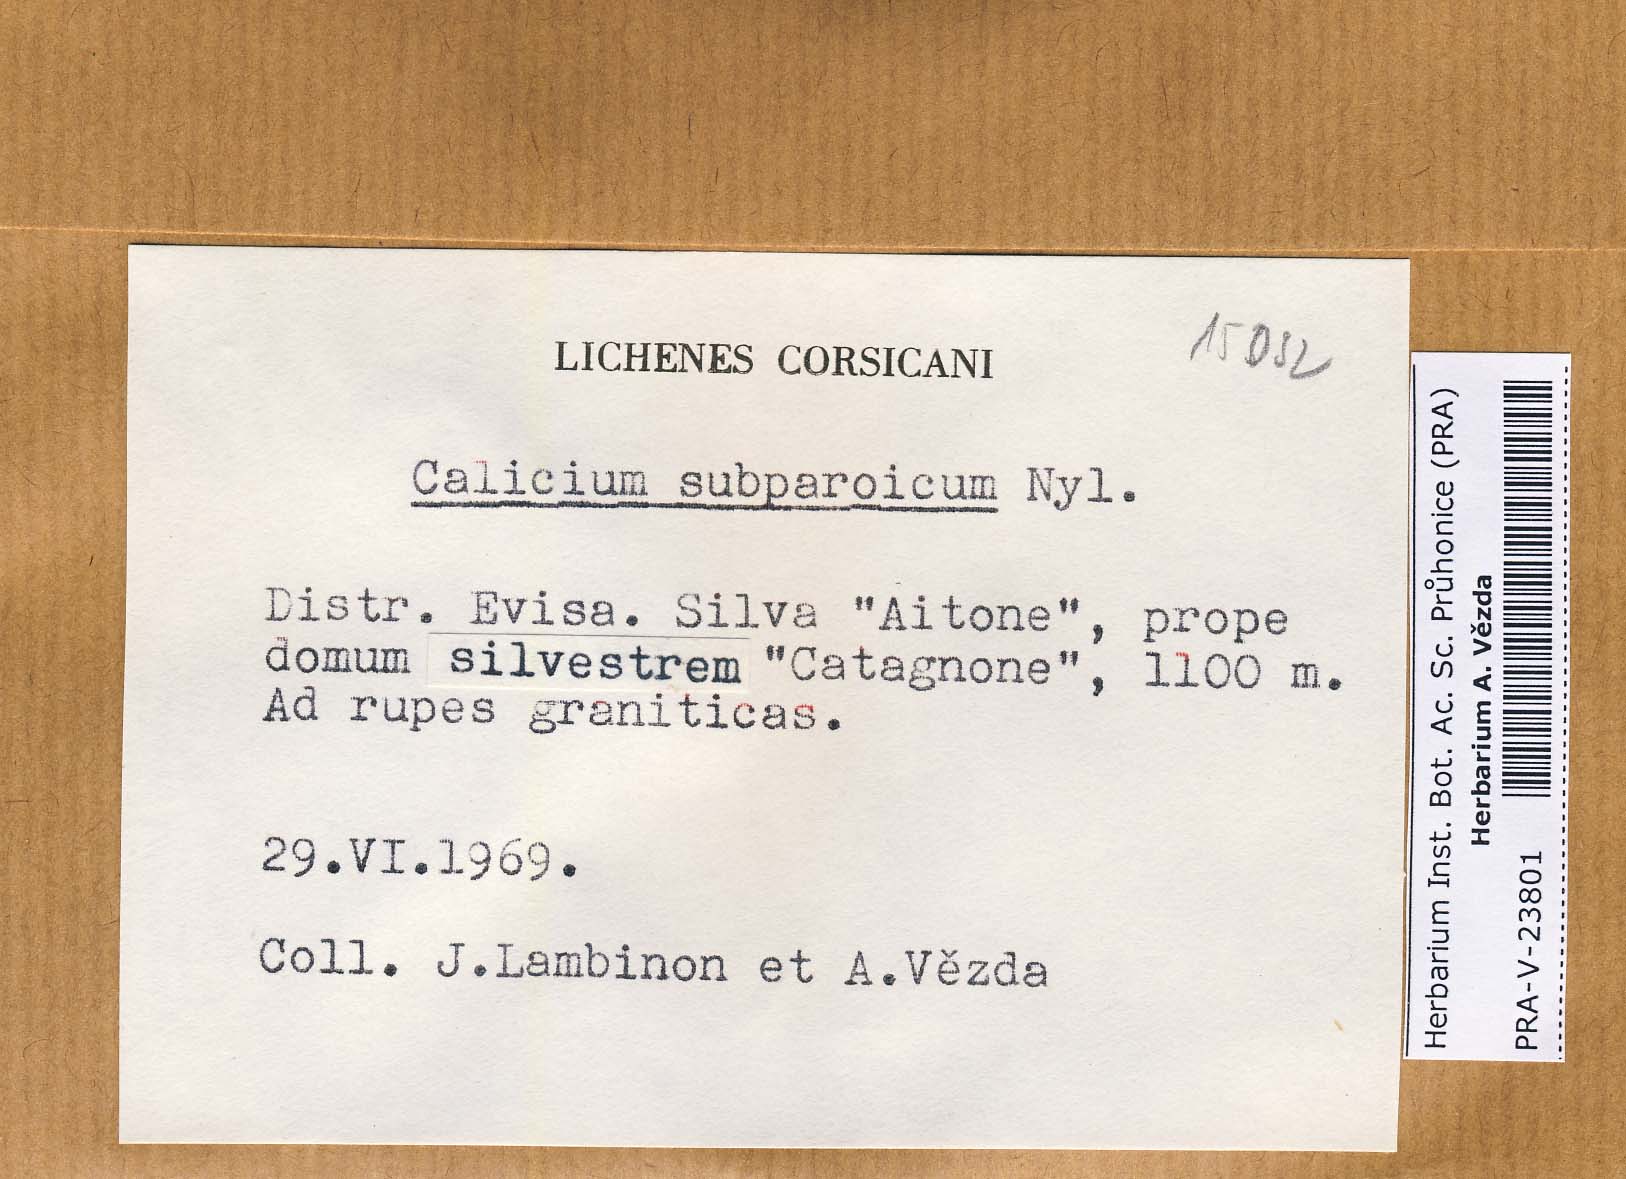 15032
LICHENES CORSICANI
Calicium subparoicum Nyl.
Distr. Evisa. Silva "Aitone", prope
domum silvestrem "Catagnone", 1100 m.
Ad rupes graniticas.
29.VI.1969.
Coll. J.Lambinon et A.Vězda
Herbarium Inst. Bot. Ac. Sc. Průhonice (PRA)
Herbarium A. Vězda
PRA-V-23801